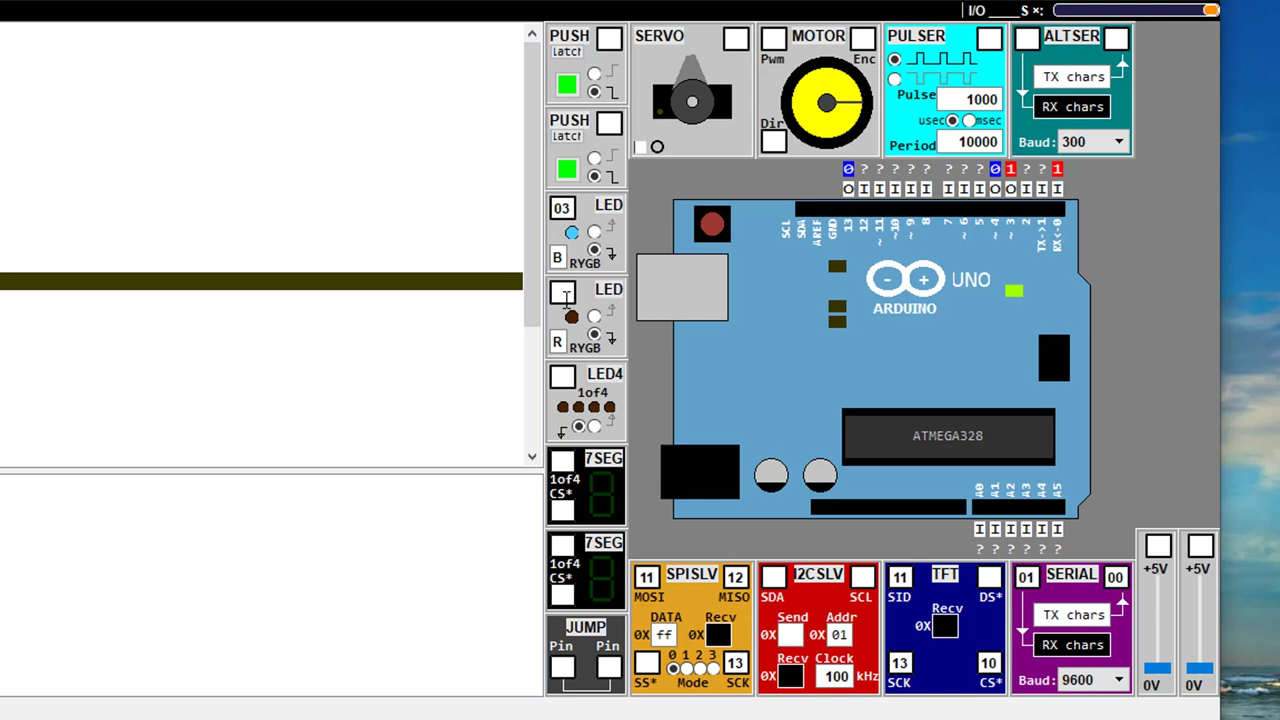 I/O ____S ×:
PUSH
latch
PUSH
latch
03 LED
B RYGB
LED
R RYGB
LED4
1of4
7SEG
1of4
CS*
7SEG
1of4
CS*
JUMP
Pin Pin
SERVO
MOTOR
Pwm Enc
Dir
PULSER
Pulse 1000
usec msec
Period 10000
ALTSER
TX chars
RX chars
Baud: 300
0 ? ? ? ? ? ? ? ? 0 1 ? ? 1
O I I I I I I I I O O I I I
SCL SDA AREF GND 13 12 ~11 ~10 ~9 8 7 ~6 5 ~4 ~3 2 TX->1 RX<-0
- + UNO
ARDUINO
ATMEGA328
A0 A1 A2 A3 A4 A5
I I I I I I
? ? ? ? ? ?
11 SPISLV 12
MOSI MISO
DATA Recv
0X ff 0X
0 1 2 3 13
SS* Mode SCK
I2CSLV
SDA SCL
Send Addr
0X 0X 01
Recv Clock
0X 100 kHz
11 TFT
SID DS*
Recv
0X
13 10
SCK CS*
01 SERIAL 00
TX chars
RX chars
Baud: 9600
+5V +5V
0V 0V